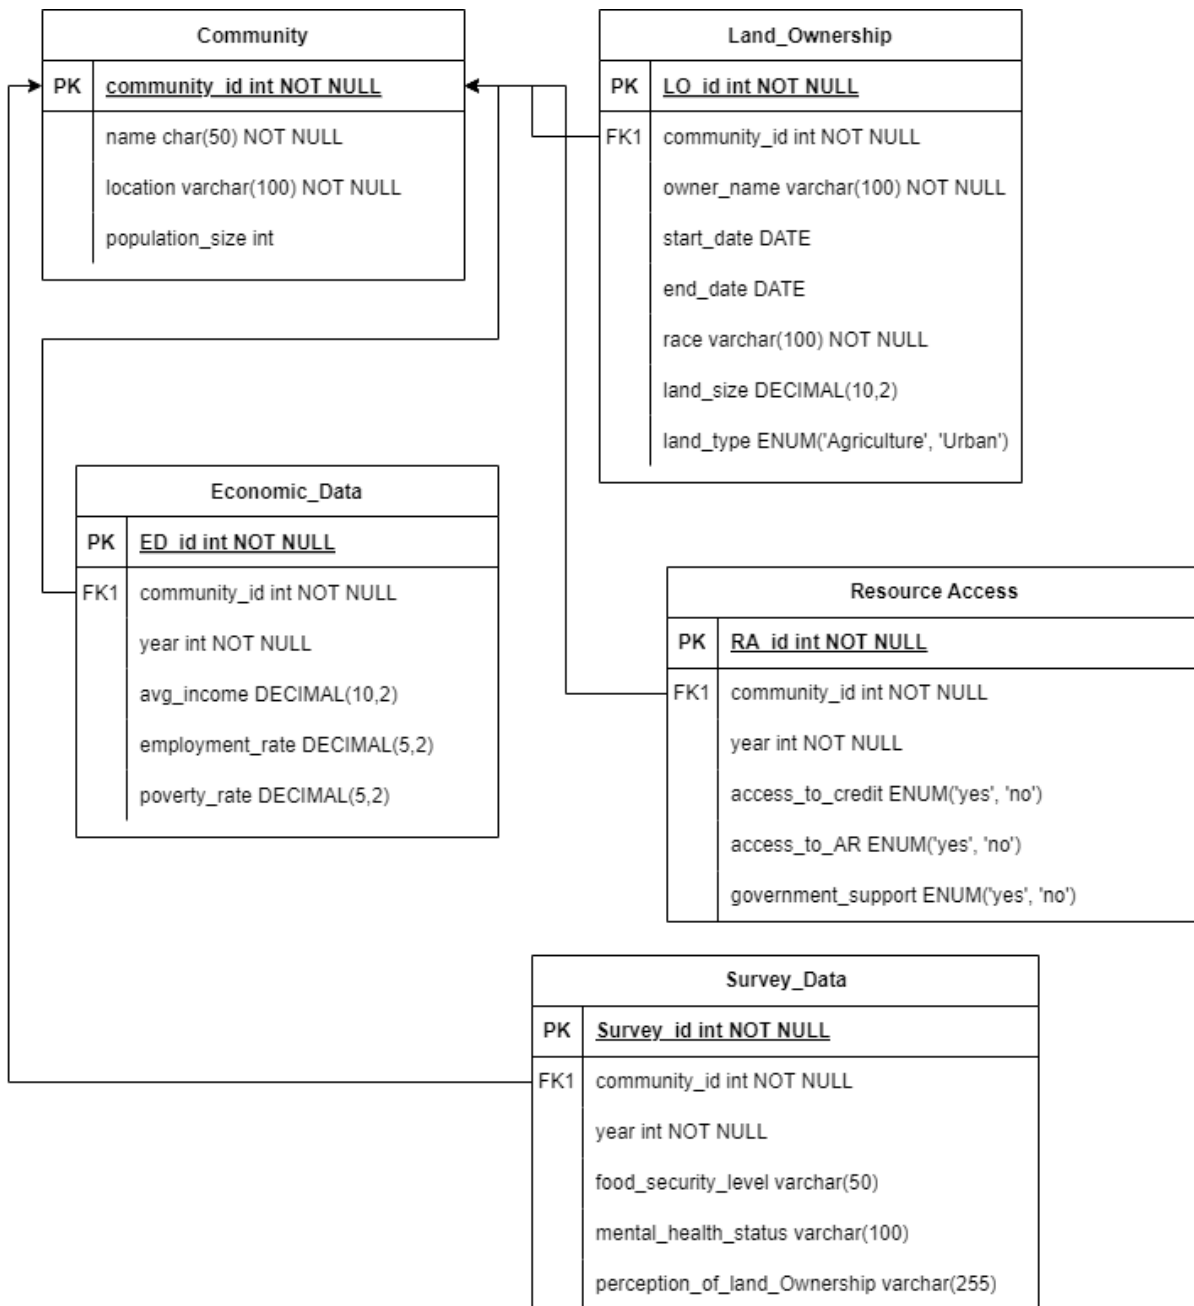 Community
PK community_id int NOT NULL
name char(50) NOT NULL
location varchar(100) NOT NULL
population_size int
Land_Ownership
PK LO_id int NOT NULL
FK1 community_id int NOT NULL
owner_name varchar(100) NOT NULL
start_date DATE
end_date DATE
race varchar(100) NOT NULL
land_size DECIMAL(10,2)
land_type ENUM('Agriculture', 'Urban')
Economic_Data
PK ED_id int NOT NULL
FK1 community_id int NOT NULL
year int NOT NULL
avg_income DECIMAL(10,2)
employment_rate DECIMAL(5,2)
poverty_rate DECIMAL(5,2)
Resource Access
PK RA_id int NOT NULL
FK1 community_id int NOT NULL
year int NOT NULL
access_to_credit ENUM('yes', 'no')
access_to_AR ENUM('yes', 'no')
government_support ENUM('yes', 'no')
Survey_Data
PK Survey_id int NOT NULL
FK1 community_id int NOT NULL
year int NOT NULL
food_security_level varchar(50)
mental_health_status varchar(100)
perception_of_land_Ownership varchar(255)